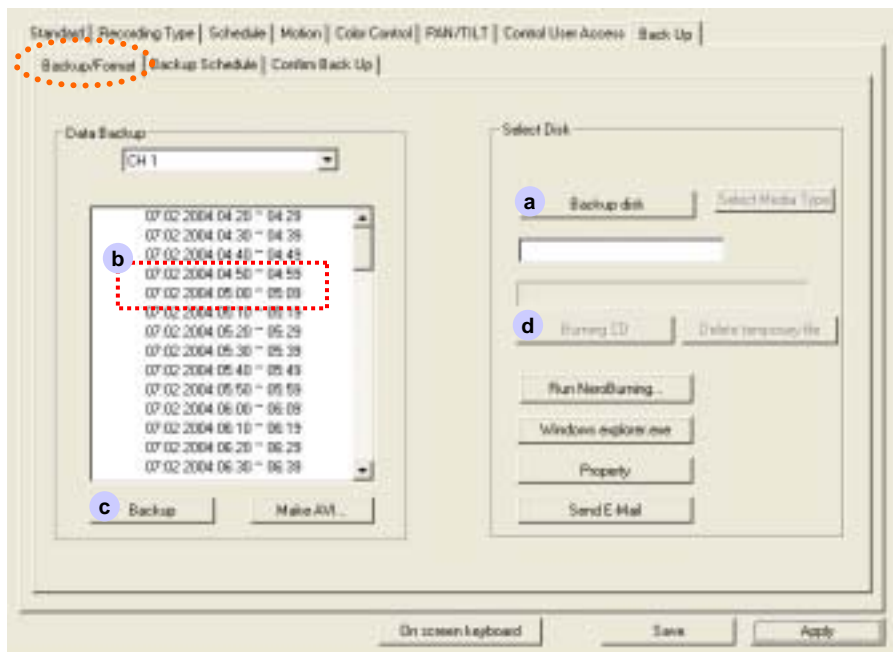 Standard Recording Type Schedule Motion Color Control PAN/TILT Control User Access Back Up
Backup/Format Backup Schedule Confirm Back Up
Data Backup
CH 1
07 02 2004 04 20 ~ 04 29
07 02 2004 04 30 ~ 04 39
07 02 2004 04 40 ~ 04 49
b
07 02 2004 04 50 ~ 04 59
07 02 2004 05 00 ~ 05 09
07 02 2004 05 10 ~ 05 19
07 02 2004 05 20 ~ 05 29
07 02 2004 05 30 ~ 05 39
07 02 2004 05 40 ~ 05 49
07 02 2004 05 50 ~ 05 59
07 02 2004 06 00 ~ 06 09
07 02 2004 06 10 ~ 06 19
07 02 2004 06 20 ~ 06 29
07 02 2004 06 30 ~ 06 39
c Backup Make AVI...
Select Disk
a Backup disk Select Media Type
d Burning CD Delete temporary file
Run NeroBurning...
Windows explorer.exe
Property
Send E-Mail
On screen keyboard Save Apply